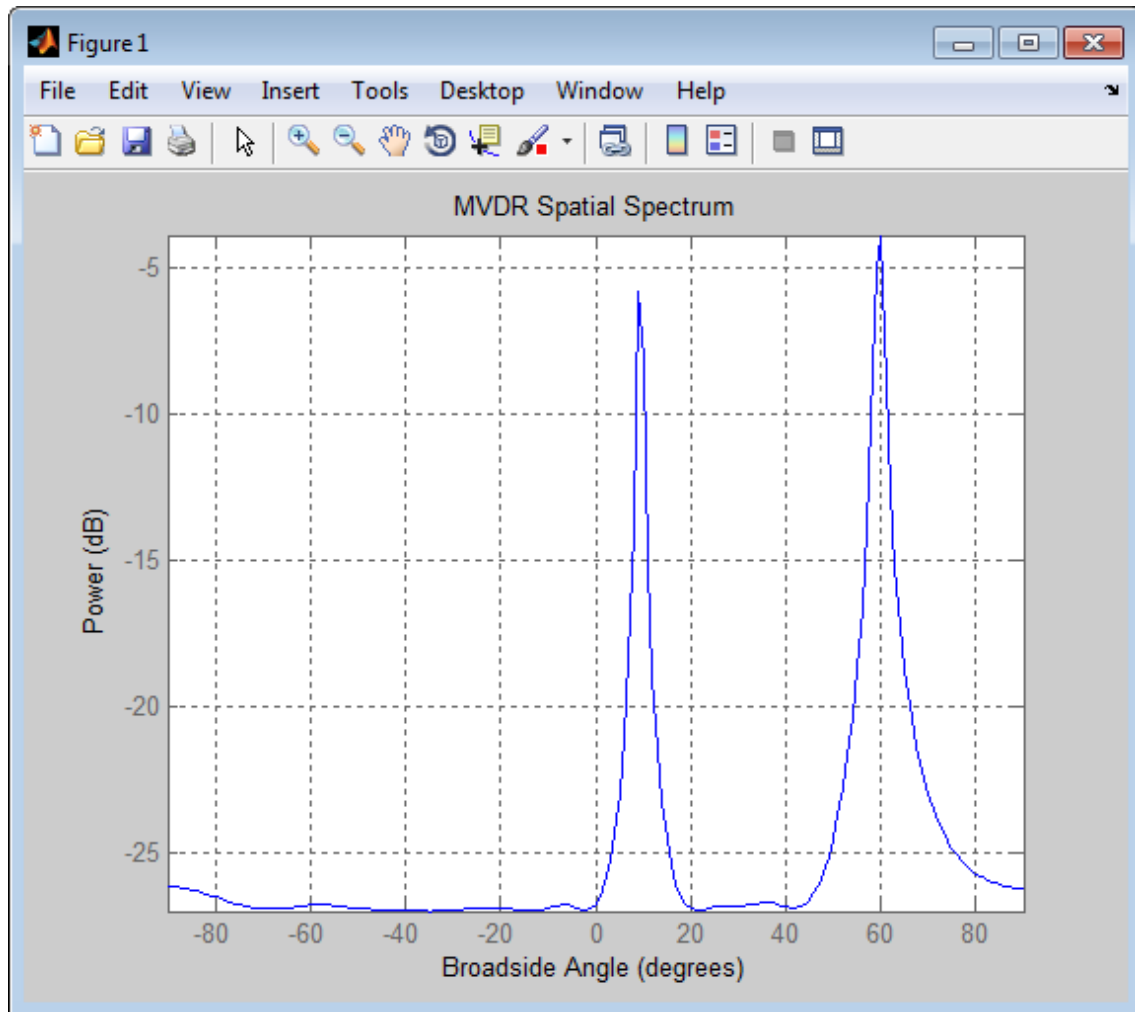 Figure 1
File Edit View Insert Tools Desktop Window Help
MVDR Spatial Spectrum
-5
-10
-15
-20
-25
Power (dB)
-80 -60 -40 -20 0 20 40 60 80
Broadside Angle (degrees)